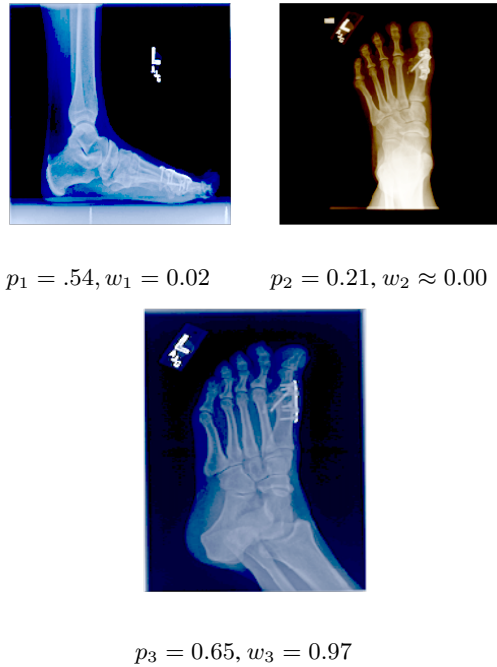 L
p₁ = .54, w₁ = 0.02
p₂ = 0.21, w₂ ≈ 0.00
L
p₃ = 0.65, w₃ = 0.97